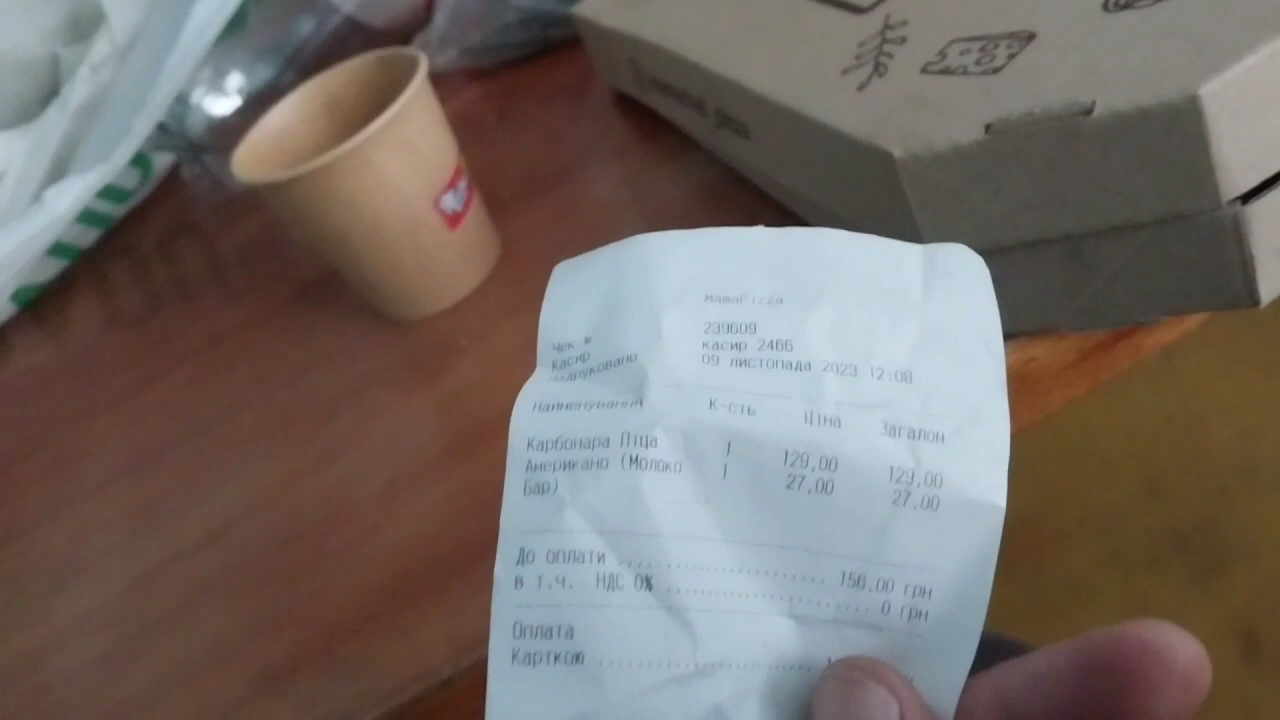 MamaPizza
Чек № 239609
Касир касир 2466
09 листопада 2023 12:08
Найменування К-сть Ціна Загалом
Карбонара Піца 1 129,00 129,00
Американо (Молоко 1 27,00 27,00
Бар)
До оплати 156.00 грн
в т.ч. НДС 0% 0 грн
Оплата
Карткою